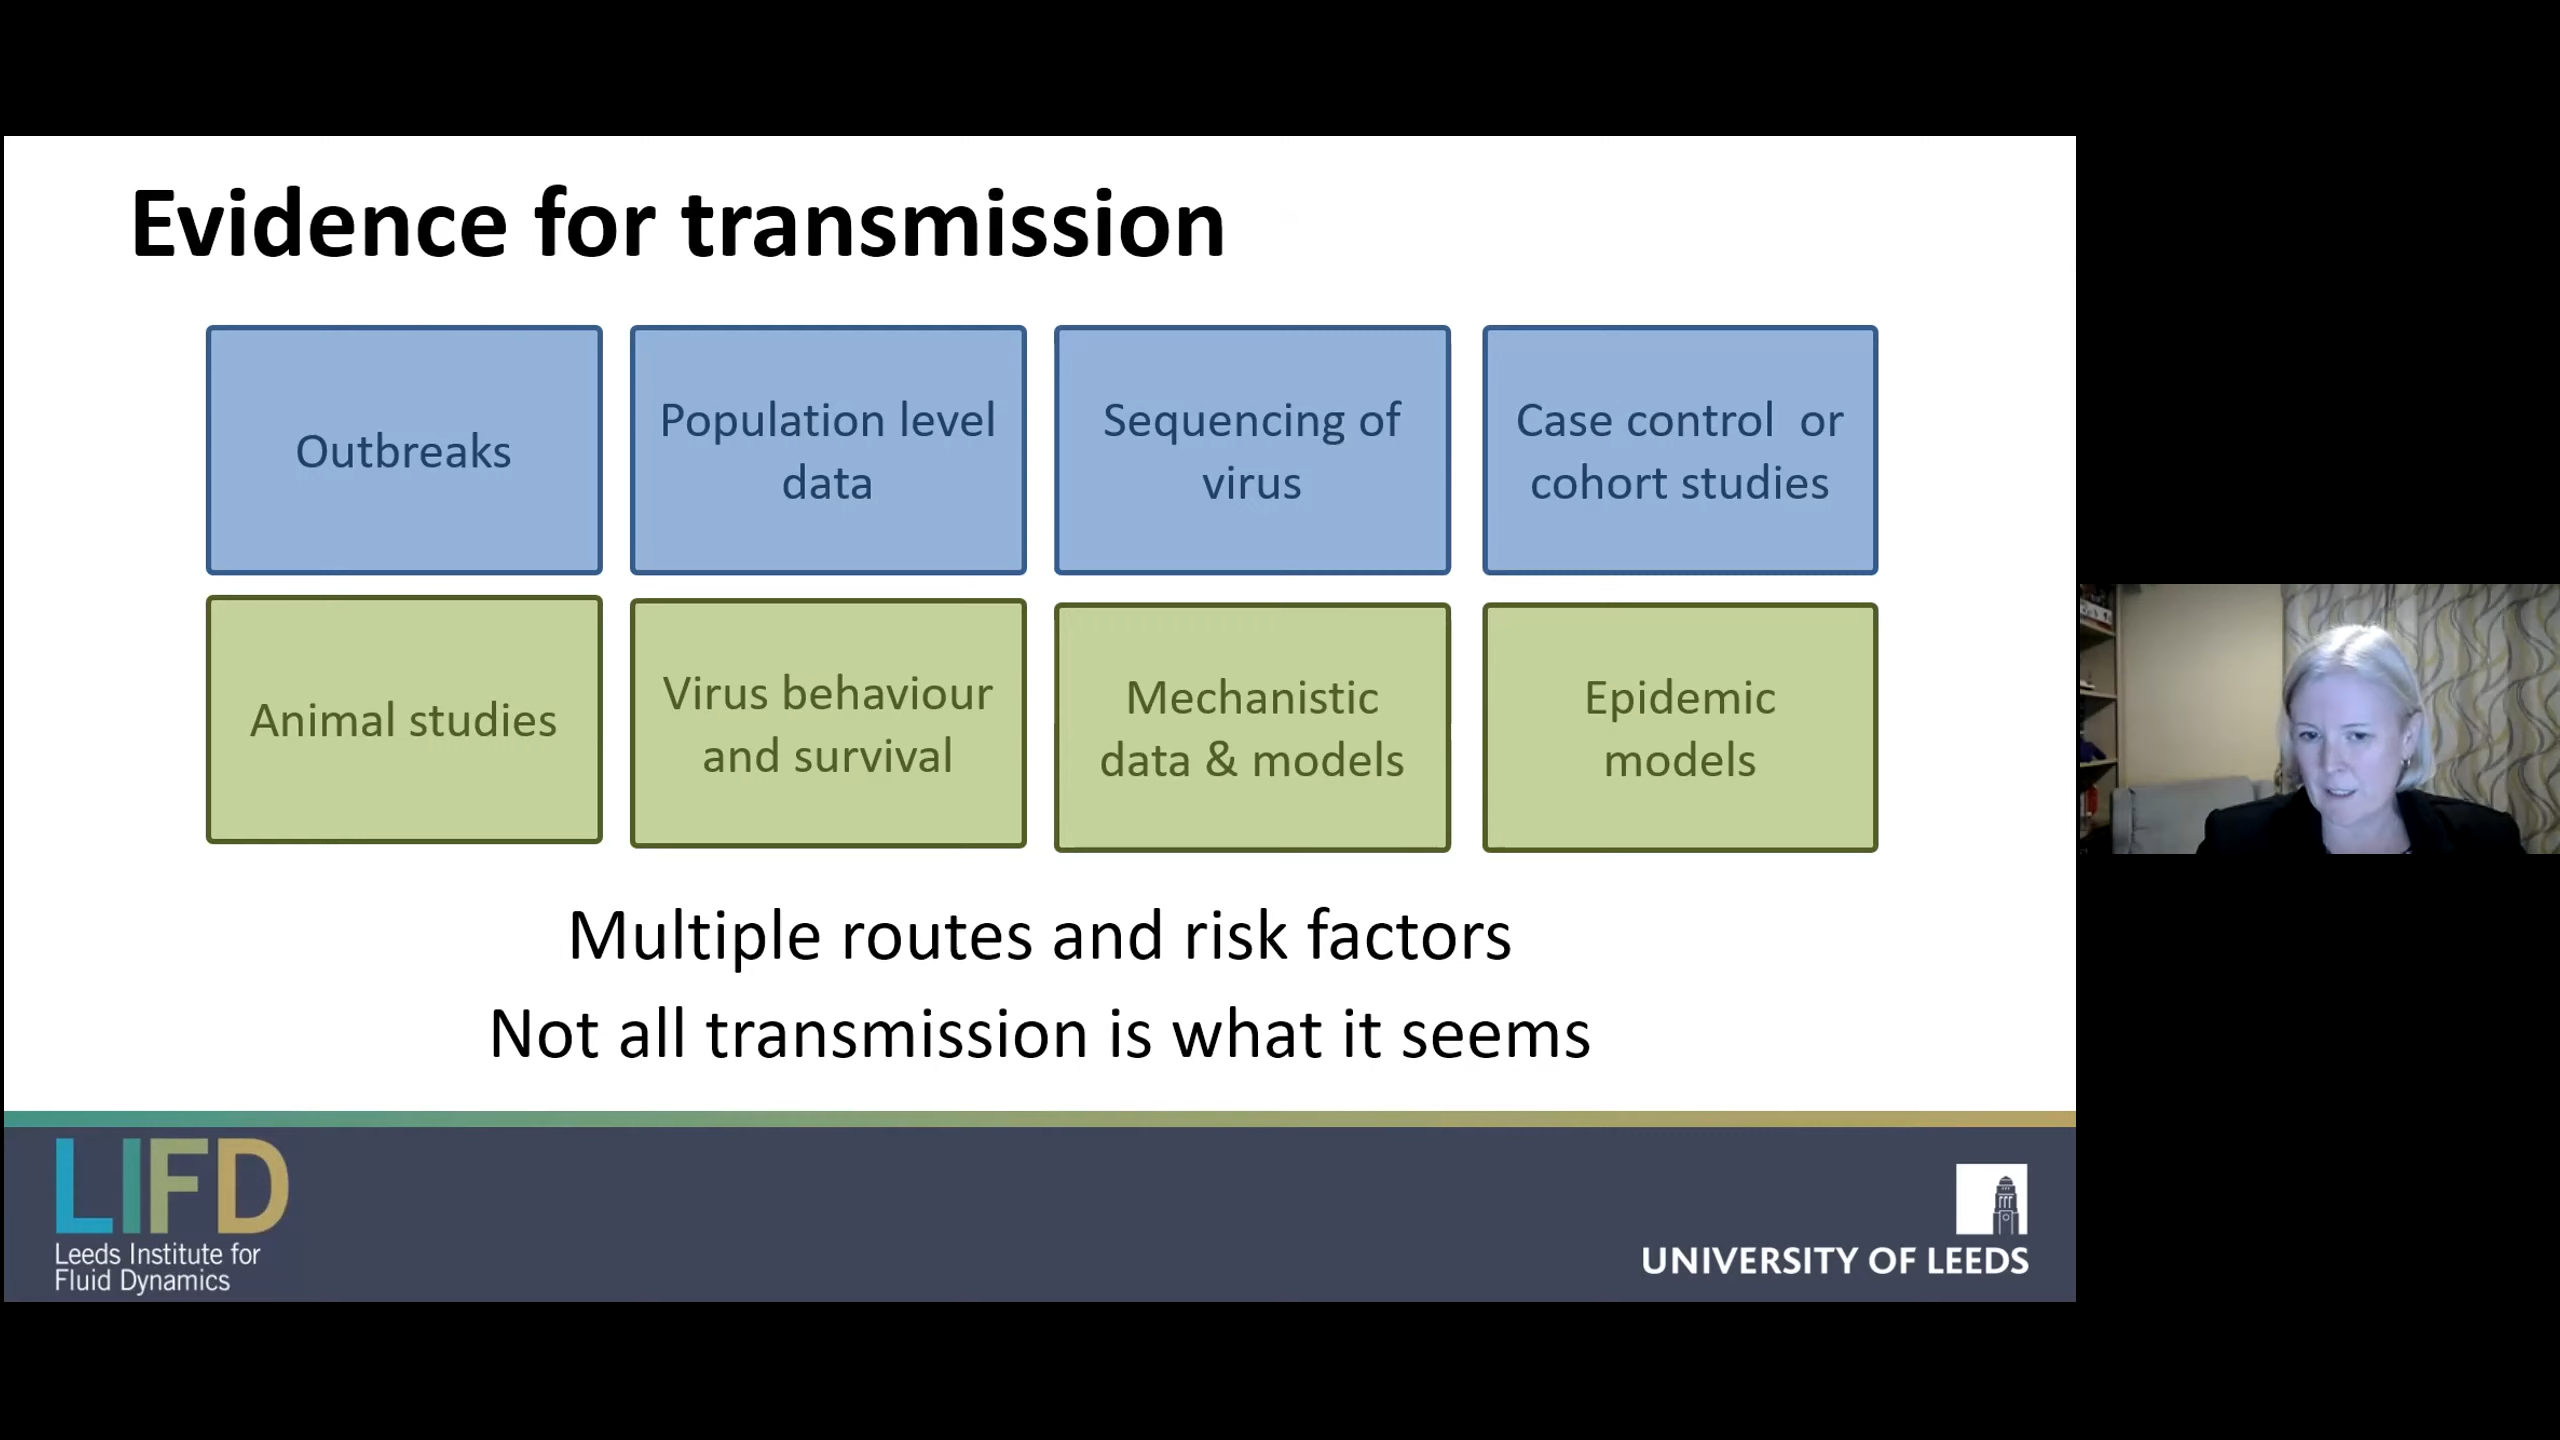 Evidence for transmission
Outbreaks
Population level
data
Sequencing of
virus
Case control or
cohort studies
Animal studies
Virus behaviour
and survival
Mechanistic
data & models
Epidemic
models
Multiple routes and risk factors
Not all transmission is what it seems
LIFD
Leeds Institute for
Fluid Dynamics
UNIVERSITY OF LEEDS